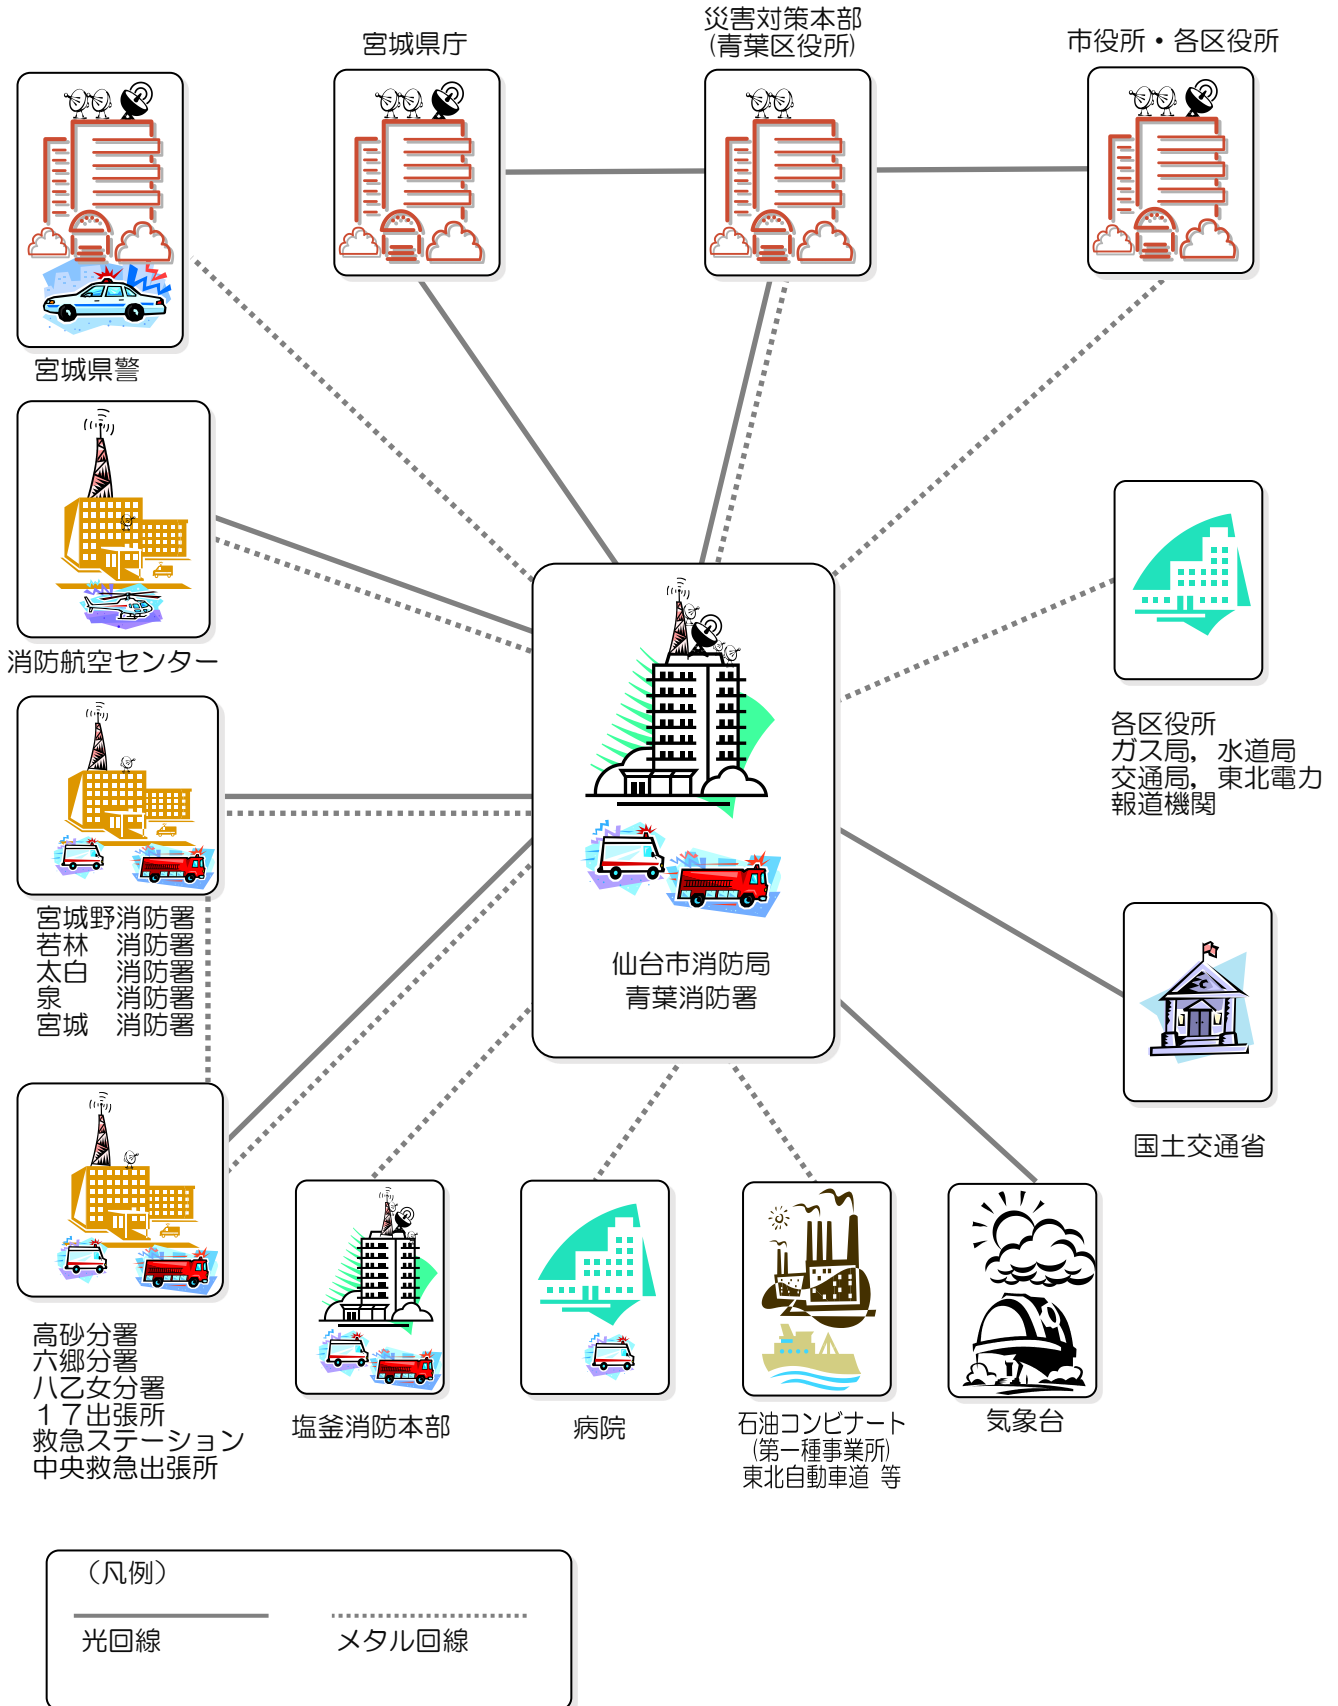 宮城県庁
災害対策本部
(青葉区役所)
市役所・各区役所
宮城県警
消防航空センター
各区役所
ガス局，水道局
交通局，東北電力
報道機関
宮城野消防署
若林　消防署
太白　消防署
泉　　消防署
宮城　消防署
仙台市消防局
青葉消防署
国土交通省
高砂分署
六郷分署
八乙女分署
１７出張所
救急ステーション
中央救急出張所
塩釜消防本部
病院
石油コンビナート
(第一種事業所)
東北自動車道 等
気象台
（凡例）
光回線
メタル回線